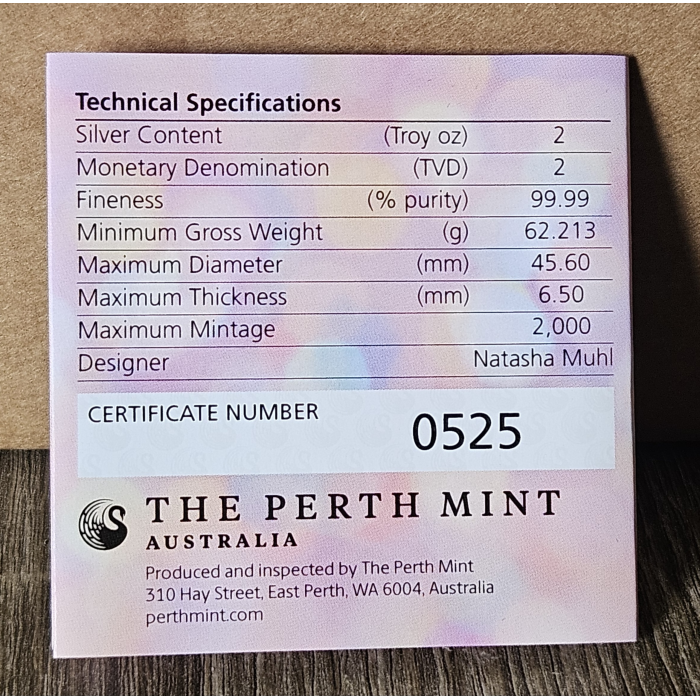 Technical Specifications
Silver Content (Troy oz) 2
Monetary Denomination (TVD) 2
Fineness (% purity) 99.99
Minimum Gross Weight (g) 62.213
Maximum Diameter (mm) 45.60
Maximum Thickness (mm) 6.50
Maximum Mintage 2,000
Designer Natasha Muhl
CERTIFICATE NUMBER 0525
THE PERTH MINT
AUSTRALIA
Produced and inspected by The Perth Mint
310 Hay Street, East Perth, WA 6004, Australia
perthmint.com